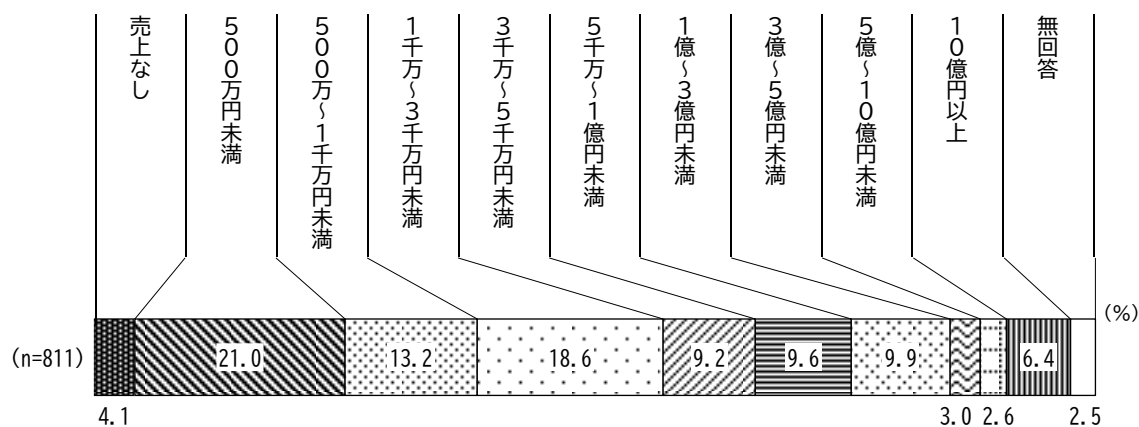 売上なし
500万円未満
500万～1千万円未満
1千万～3千万円未満
3千万～5千万円未満
5千万～1億円未満
1億～3億円未満
3億～5億円未満
5億～10億円未満
10億円以上
無回答
(%)
(n=811)
21.0
13.2
18.6
9.2
9.6
9.9
6.4
4.1
3.0
2.6
2.5